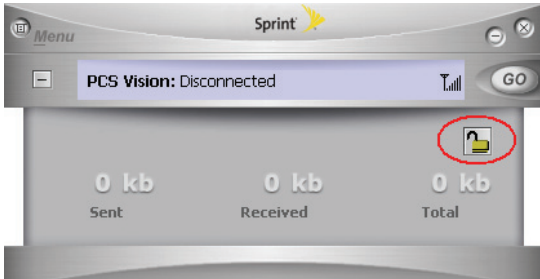 Sprint
Menu
PCS Vision: Disconnected
GO
0 kb 0 kb 0 kb
Sent Received Total